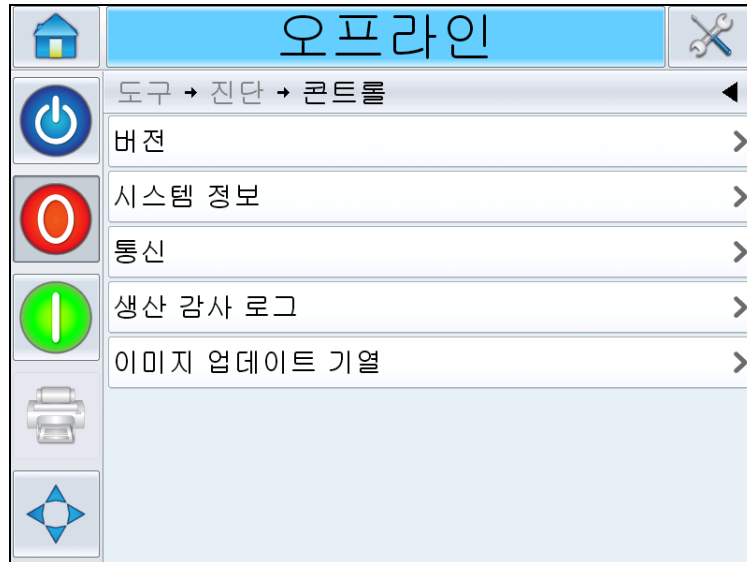 오프라인
도구 → 진단 → 콘트롤
버전
시스템 정보
통신
생산 감사 로그
이미지 업데이트 기열